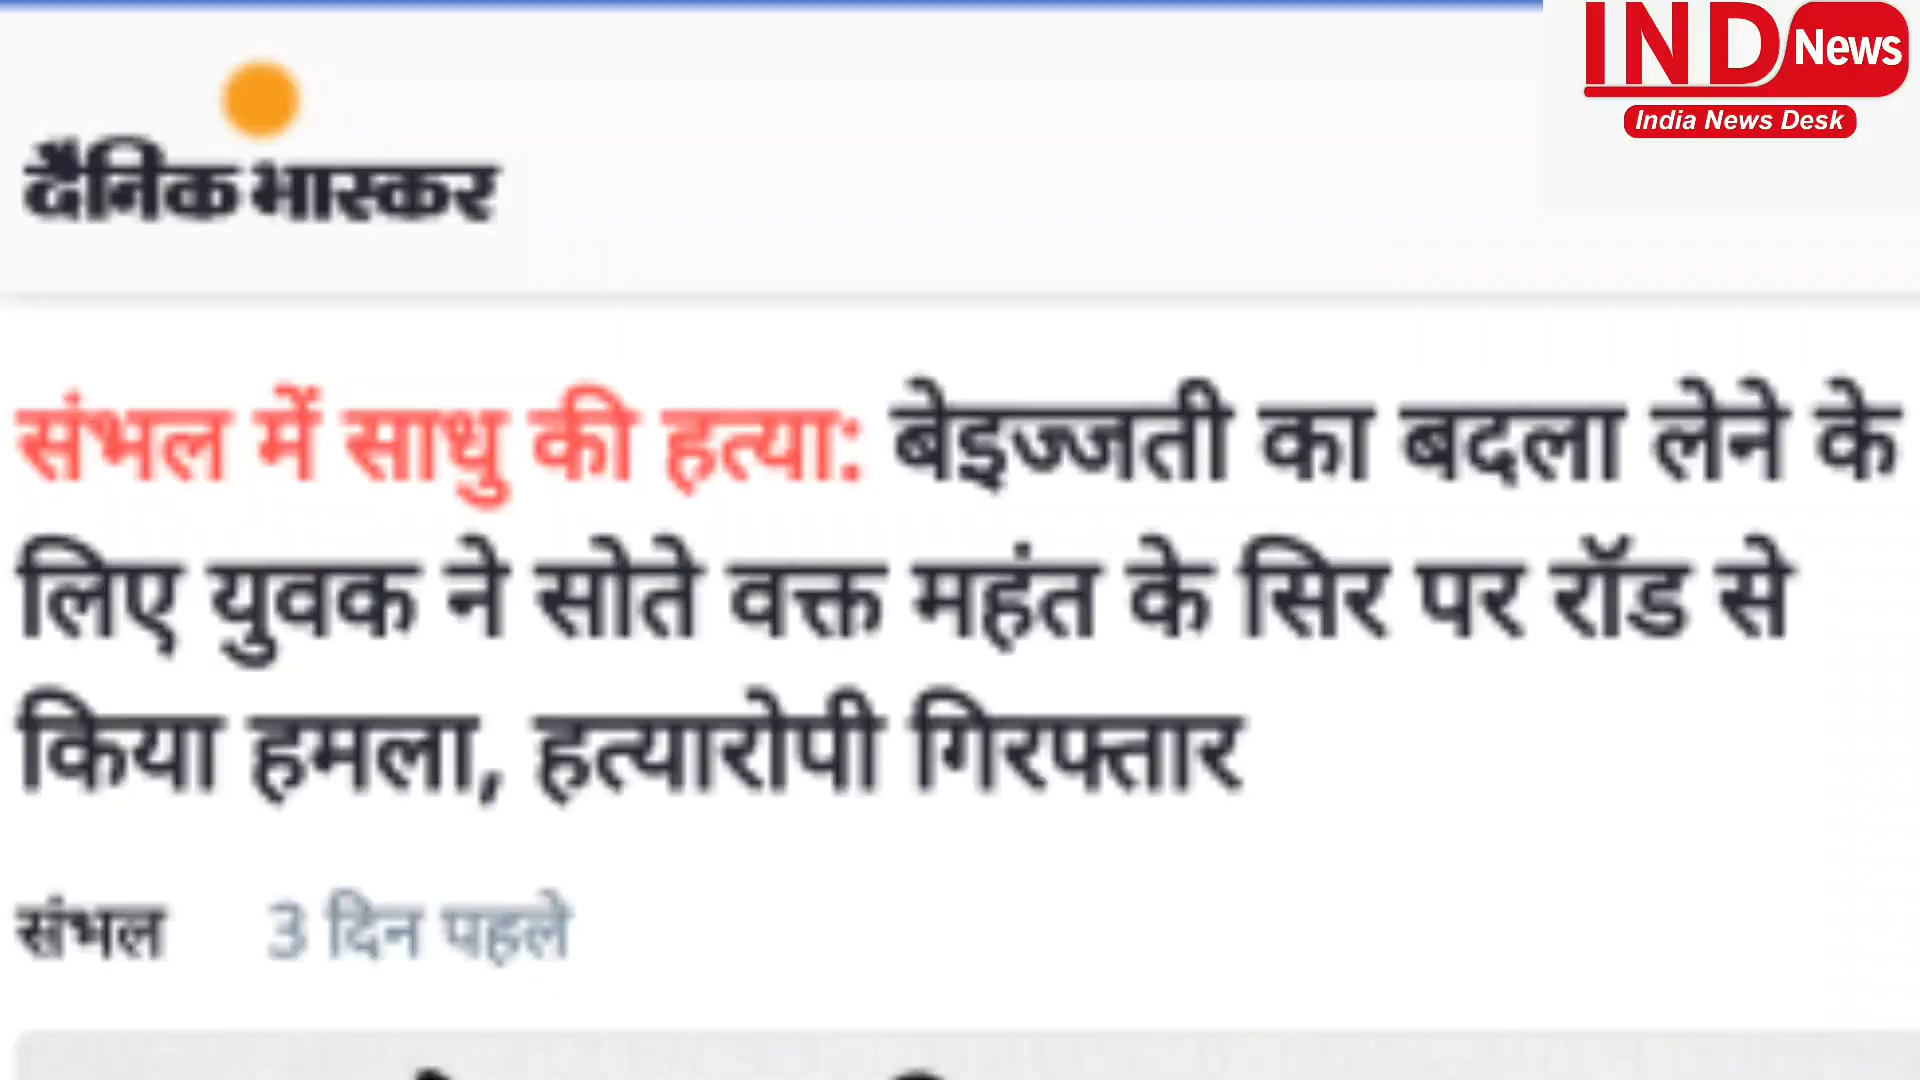 IND News
India News Desk
दैनिक भास्कर
संभल में साधु की हत्या: बेइज्जती का बदला लेने के
लिए युवक ने सोते वक्त महंत के सिर पर रॉड से
किया हमला, हत्यारोपी गिरफ्तार
संभल 3 दिन पहले